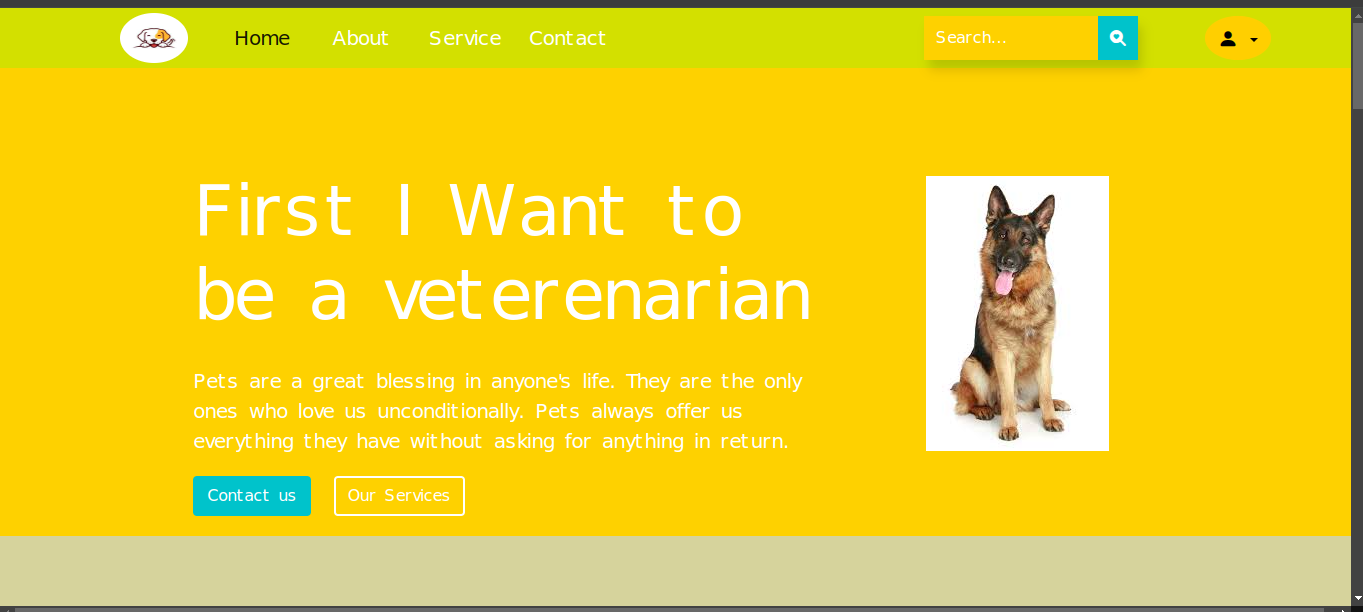 Home About Service Contact Search...
First I Want to
be a veterenarian
Pets are a great blessing in anyone's life. They are the only
ones who love us unconditionally. Pets always offer us
everything they have without asking for anything in return.
Contact us Our Services